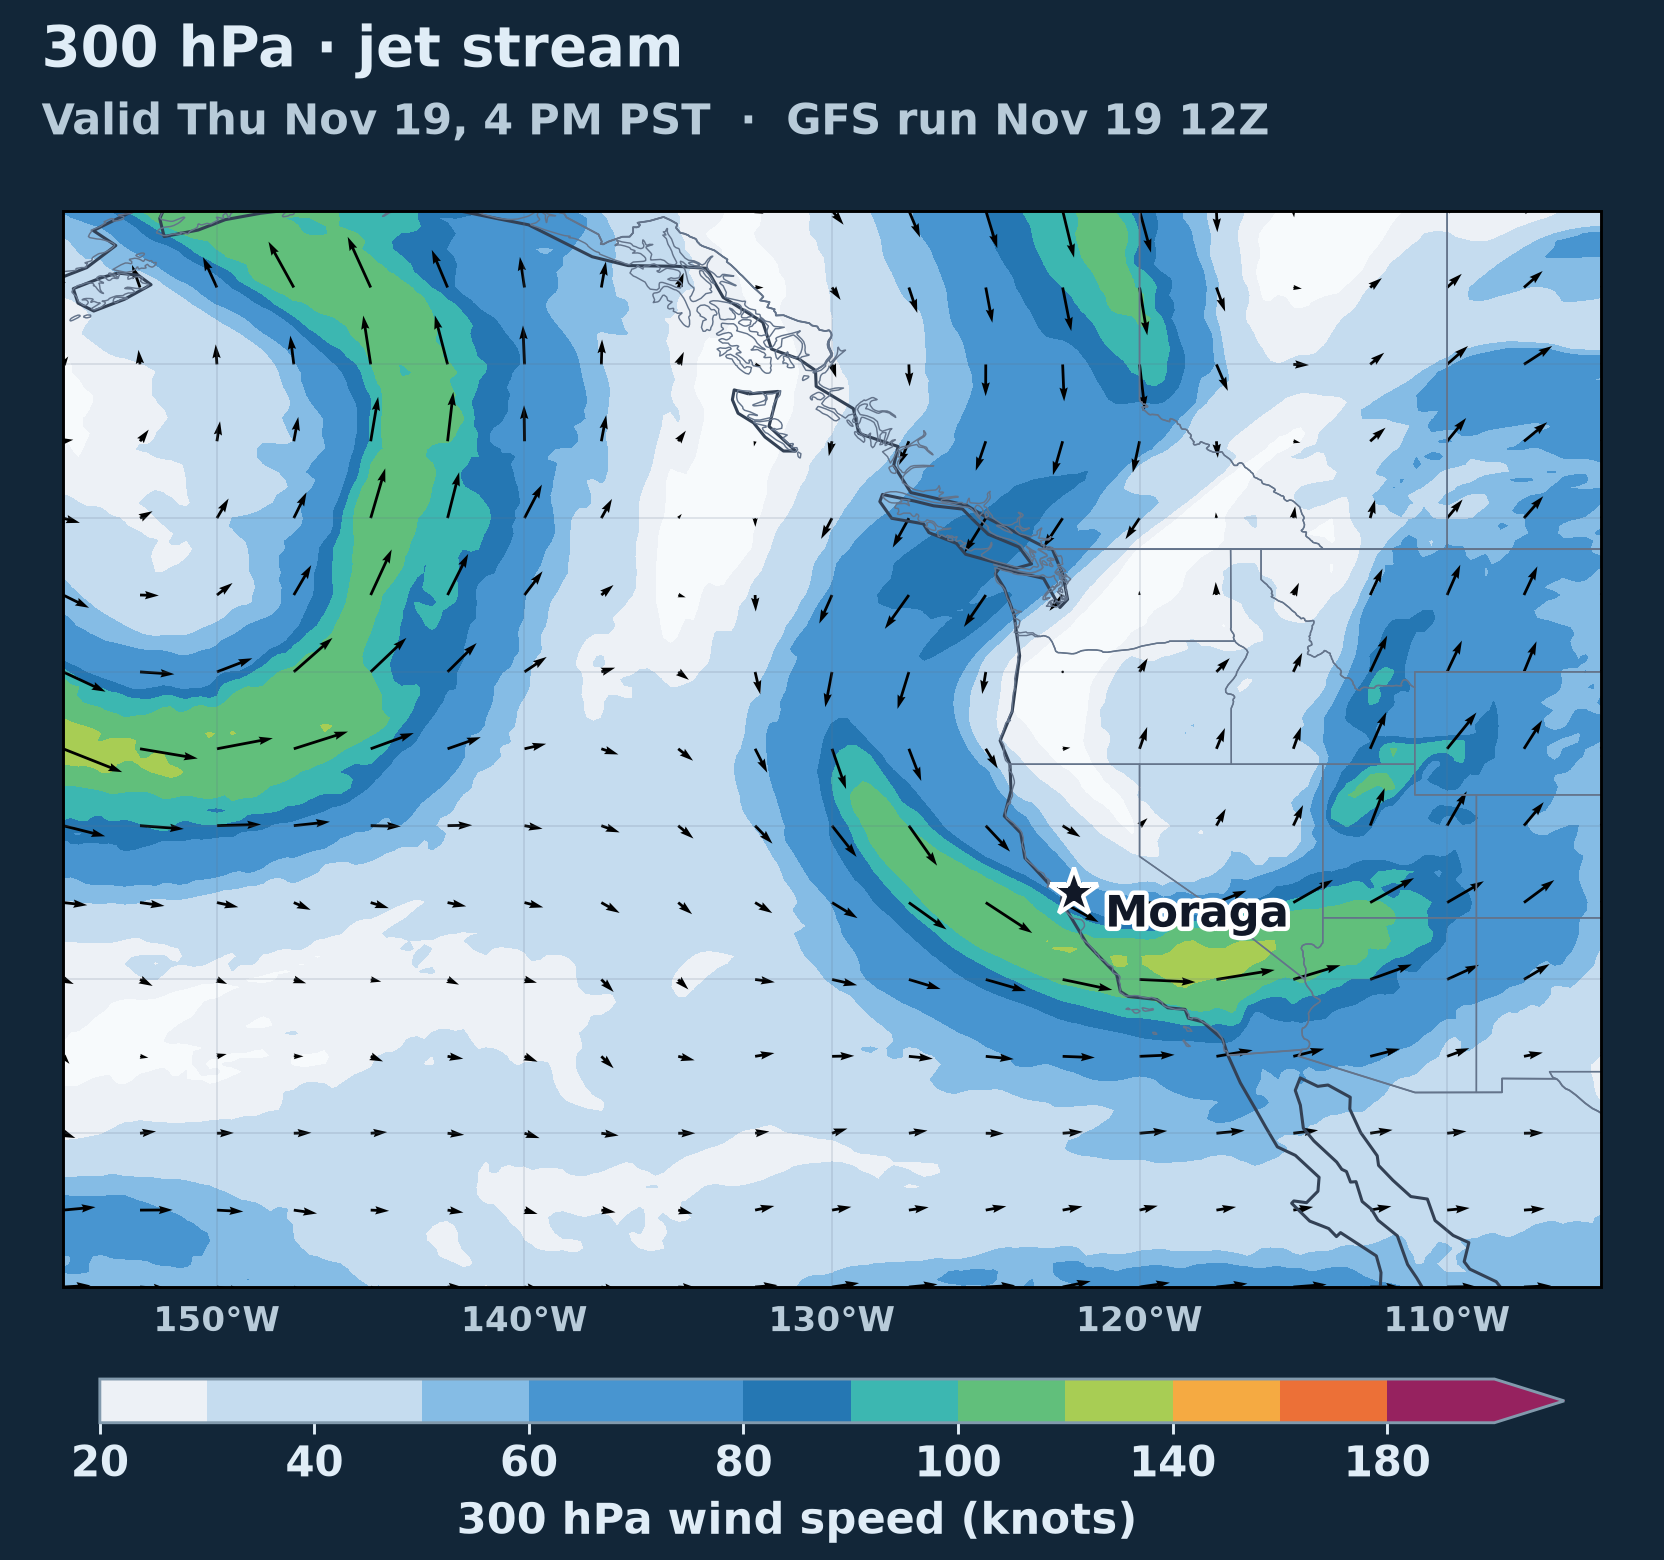 300 hPa · jet stream
Valid Thu Nov 19, 4 PM PST · GFS run Nov 19 12Z
Moraga
150°W 140°W 130°W 120°W 110°W
20 40 60 80 100 140 180
300 hPa wind speed (knots)